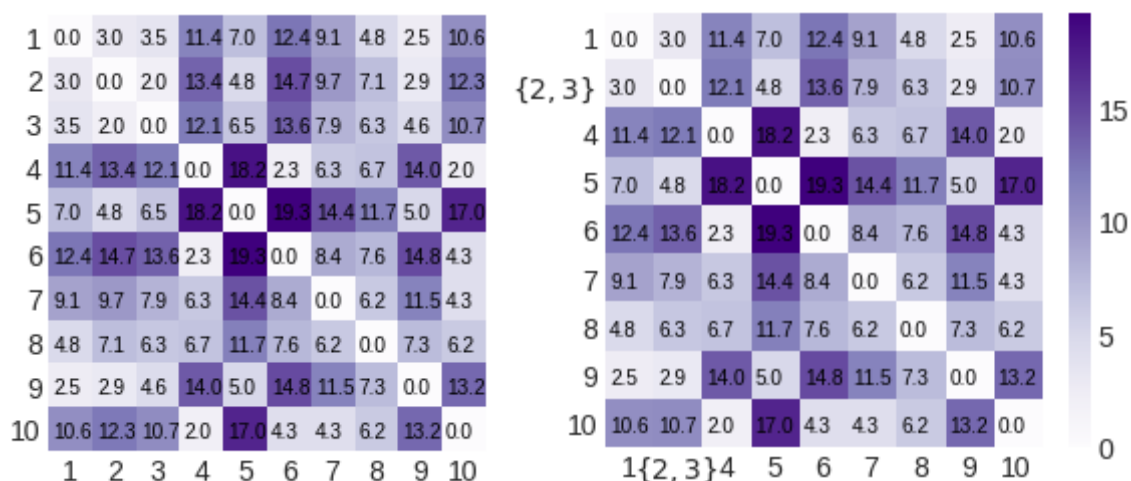 1 0.0 3.0 3.5 11.4 7.0 12.4 9.1 4.8 2.5 10.6
2 3.0 0.0 2.0 13.4 4.8 14.7 9.7 7.1 2.9 12.3
3 3.5 2.0 0.0 12.1 6.5 13.6 7.9 6.3 4.6 10.7
4 11.4 13.4 12.1 0.0 18.2 2.3 6.3 6.7 14.0 2.0
5 7.0 4.8 6.5 18.2 0.0 19.3 14.4 11.7 5.0 17.0
6 12.4 14.7 13.6 2.3 19.3 0.0 8.4 7.6 14.8 4.3
7 9.1 9.7 7.9 6.3 14.4 8.4 0.0 6.2 11.5 4.3
8 4.8 7.1 6.3 6.7 11.7 7.6 6.2 0.0 7.3 6.2
9 2.5 2.9 4.6 14.0 5.0 14.8 11.5 7.3 0.0 13.2
10 10.6 12.3 10.7 2.0 17.0 4.3 4.3 6.2 13.2 0.0
1 2 3 4 5 6 7 8 9 10
1 0.0 3.0 11.4 7.0 12.4 9.1 4.8 2.5 10.6
{2, 3} 3.0 0.0 12.1 4.8 13.6 7.9 6.3 2.9 10.7
4 11.4 12.1 0.0 18.2 2.3 6.3 6.7 14.0 2.0
5 7.0 4.8 18.2 0.0 19.3 14.4 11.7 5.0 17.0
6 12.4 13.6 2.3 19.3 0.0 8.4 7.6 14.8 4.3
7 9.1 7.9 6.3 14.4 8.4 0.0 6.2 11.5 4.3
8 4.8 6.3 6.7 11.7 7.6 6.2 0.0 7.3 6.2
9 2.5 2.9 14.0 5.0 14.8 11.5 7.3 0.0 13.2
10 10.6 10.7 2.0 17.0 4.3 4.3 6.2 13.2 0.0
1 {2, 3} 4 5 6 7 8 9 10
15
10
5
0